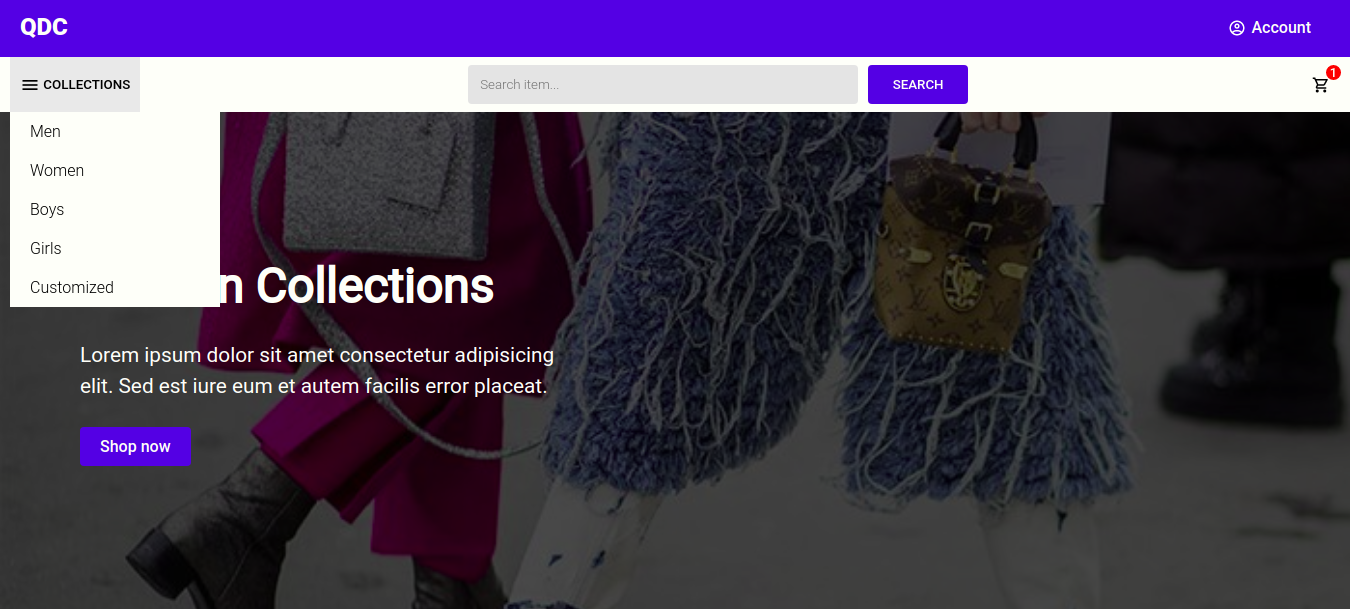 QDC
Account
COLLECTIONS
Search item...
SEARCH
1
Men
Women
Boys
Girls
Customized
n Collections
Lorem ipsum dolor sit amet consectetur adipisicing
elit. Sed est iure eum et autem facilis error placeat.
Shop now